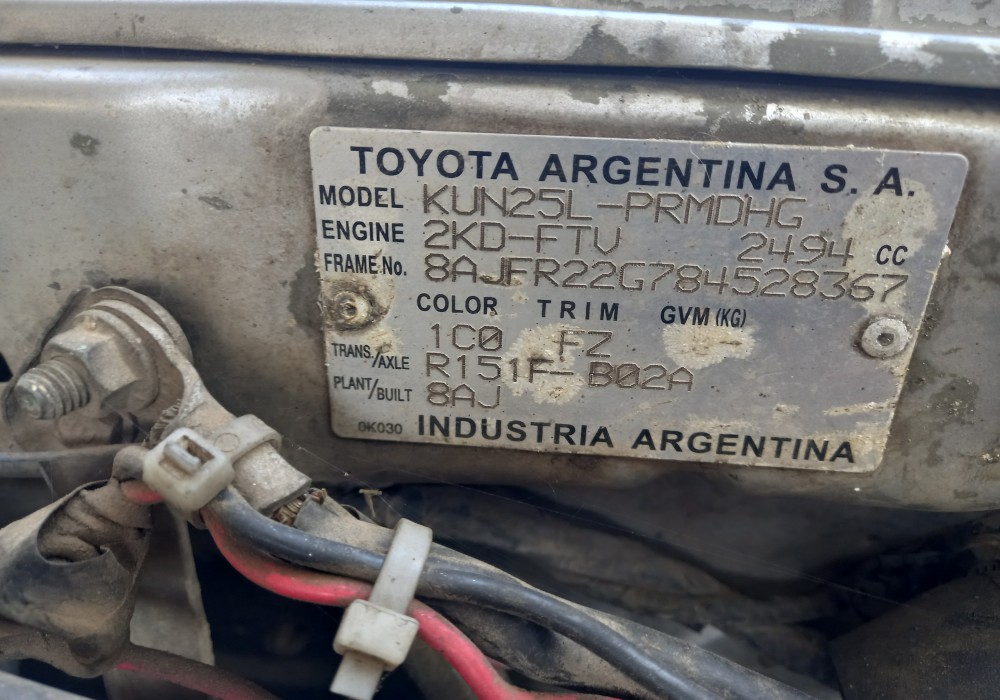 TOYOTA ARGENTINA S. A.
MODEL KUN25L-PRMDHG
ENGINE 2KD-FTV 2494 CC
FRAME No. 8AJFR22G784528367
COLOR TRIM GVM (KG)
1C0 FZ
TRANS./AXLE R151F- B02A
PLANT/BUILT 8AJ
0K030 INDUSTRIA ARGENTINA